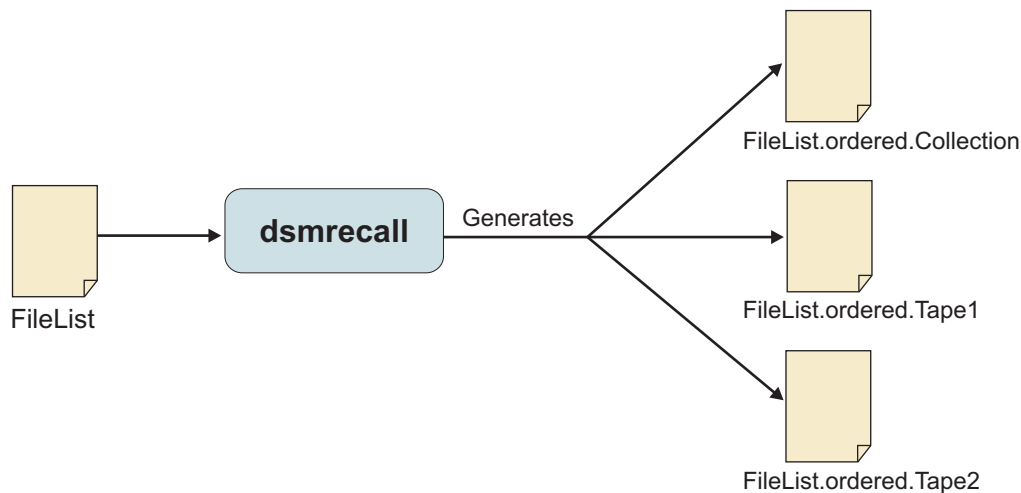 FileList
dsmrecall
Generates
FileList.ordered.Collection
FileList.ordered.Tape1
FileList.ordered.Tape2